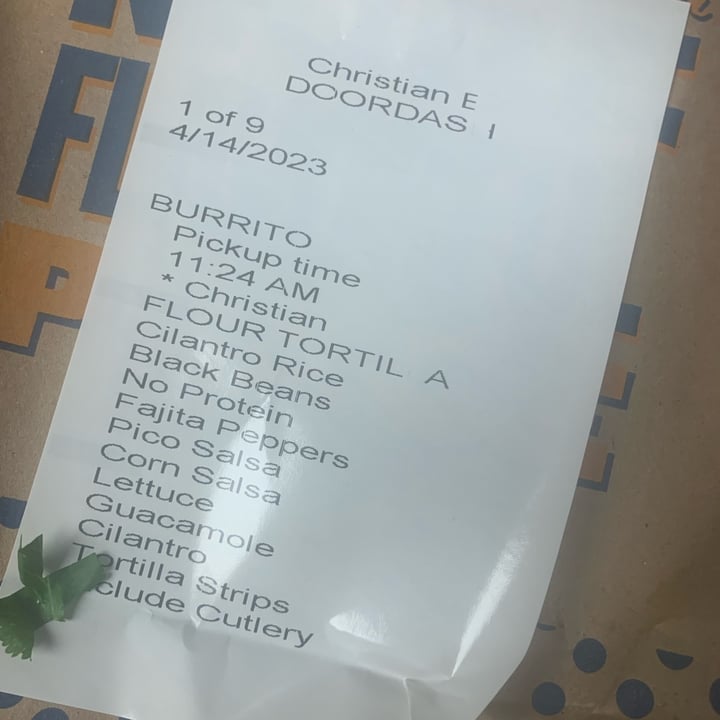 Christian E
DOORDAS
1 of 9
4/14/2023
BURRITO
Pickup time
11:24 AM
* Christian
FLOUR TORTIL A
Cilantro Rice
Black Beans
No Protein
Fajita Peppers
Pico Salsa
Corn Salsa
Lettuce
Guacamole
Cilantro
Tortilla Strips
clude Cutlery